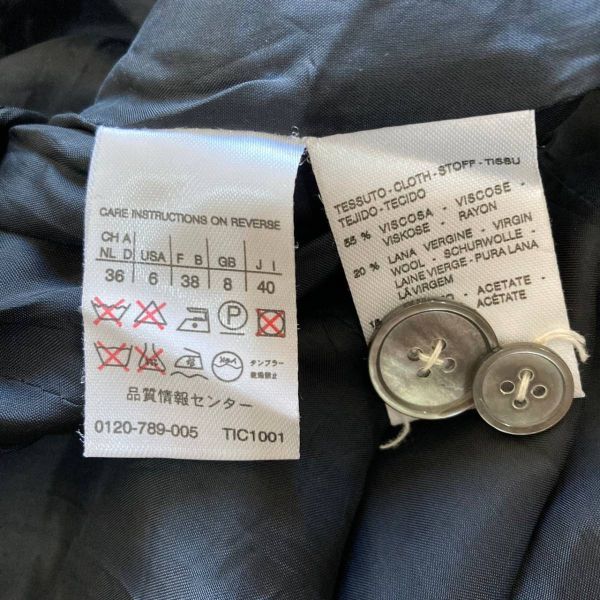 CARE INSTRUCTIONS ON REVERSE
CH A USA F B GB J I
NL D
36 6 38 8 40
P
タンブラー
乾燥禁止
品質情報センター
0120-789-005 TIC1001
TESSUTO - CLOTH - STOFF - TISSU
TEJIDO - TECIDO
55 % VISCOSA - VISCOSE -
VISKOSE - RAYON
20 % LANA VERGINE - VIRGIN
WOOL - SCHURWOLLE -
LAINE VIERGE - PURA LANA
LÃ VIRGEM
- ACETATE -
ACÉTATE